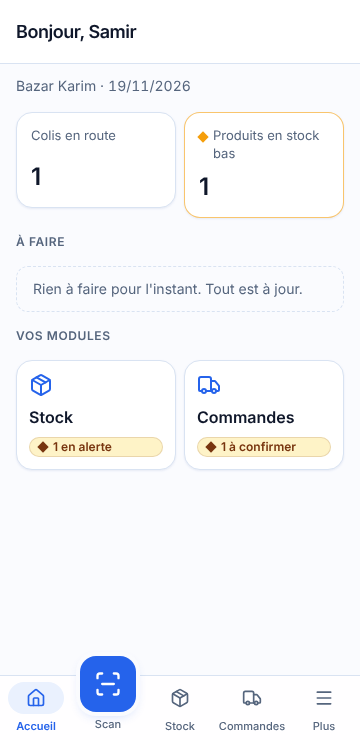 Bonjour, Samir
Bazar Karim · 19/11/2026
Colis en route
1
Produits en stock
bas
1
À FAIRE
Rien à faire pour l'instant. Tout est à jour.
VOS MODULES
Stock
1 en alerte
Commandes
1 à confirmer
Accueil
Scan
Stock
Commandes
Plus